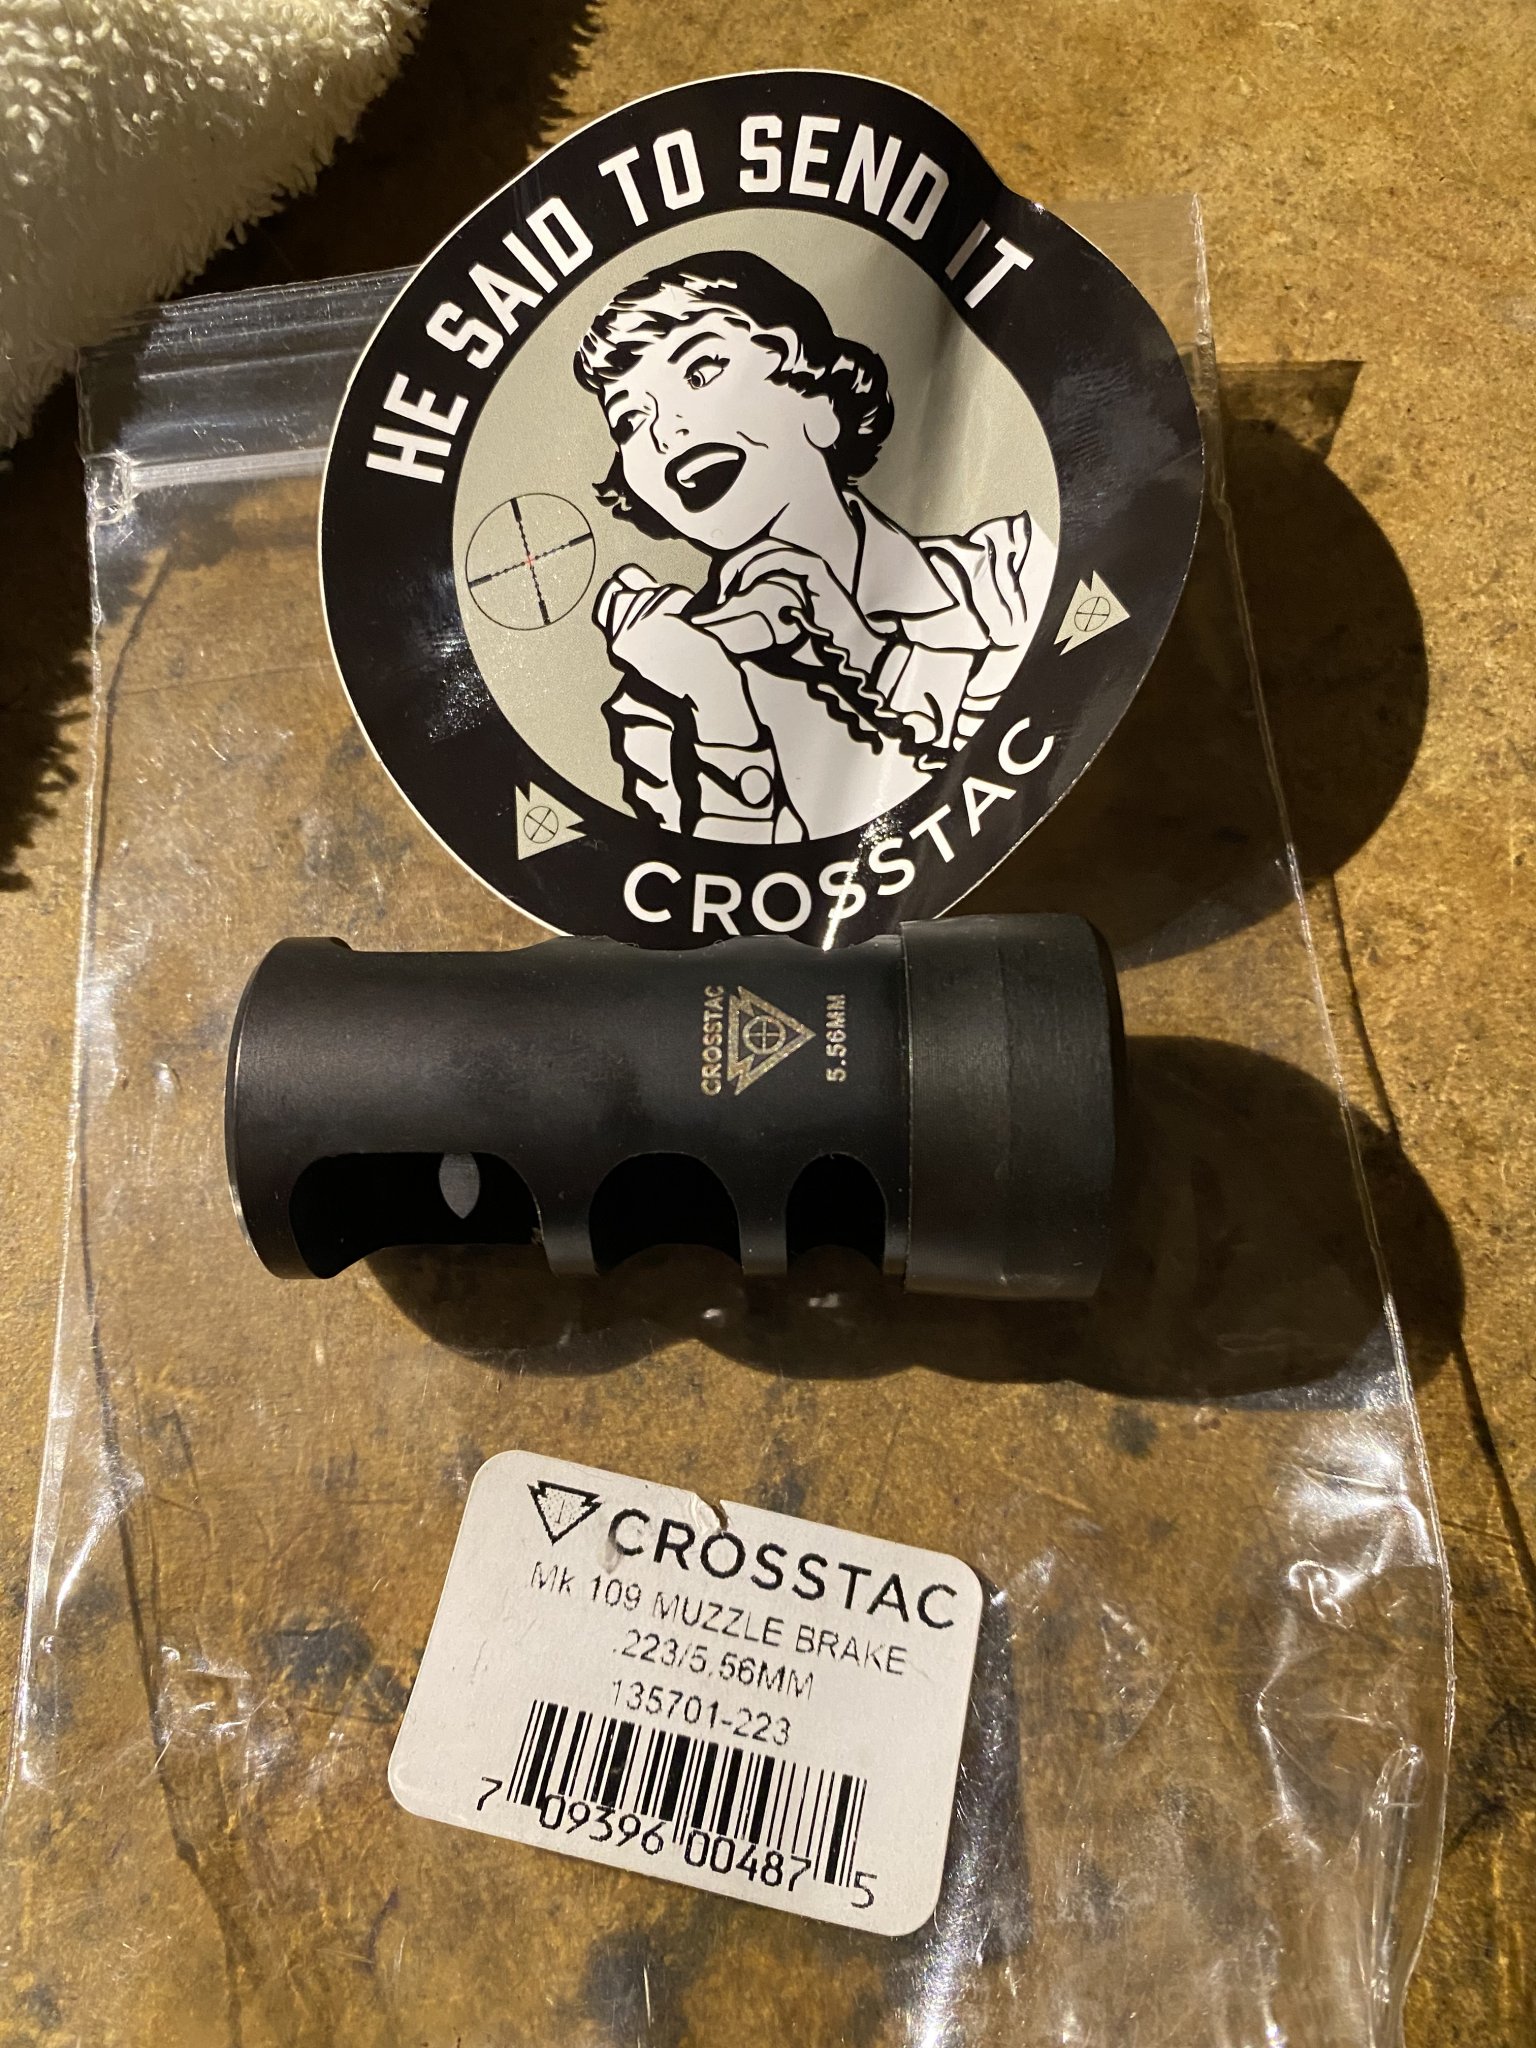 HE SAID TO SEND IT
CROSSTAC
CROSSTAC
5.56MM
CROSSTAC
Mk 109 MUZZLE BRAKE
.223/5.56MM
135701-223
7 09396 00487 5